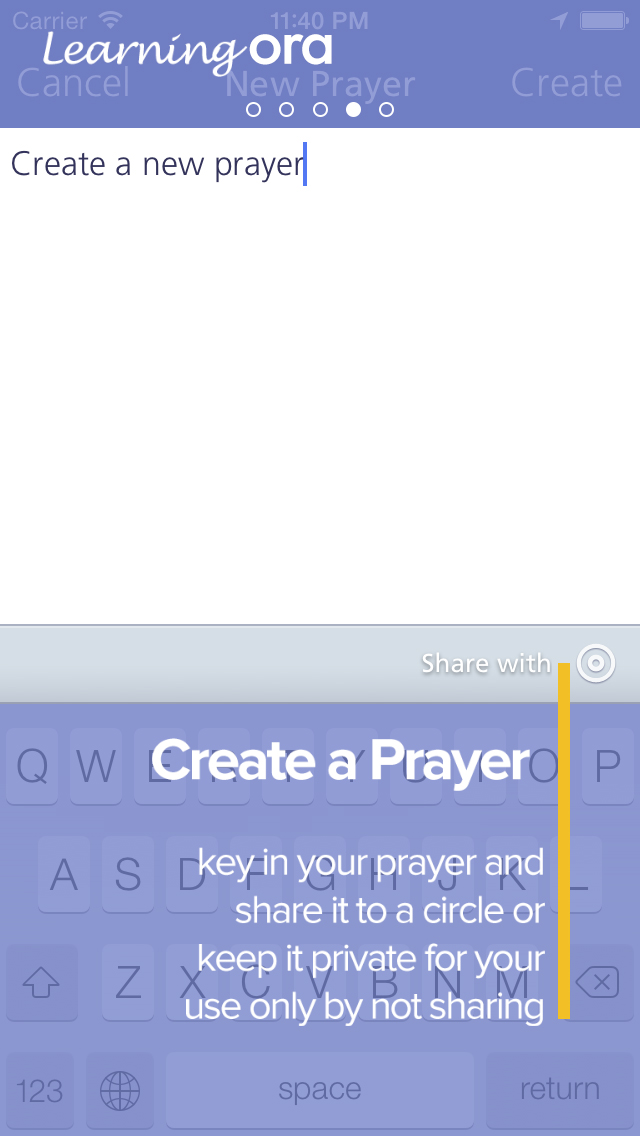 Carrier 11:40 PM
Learning ora
Cancel New Prayer Create
Create a new prayer
Share with
Create a Prayer
Q W E R T Y U I O P
key in your prayer and
A S D F G H J K L
share it to a circle or
keep it private for your
Z X C V B N M
use only by not sharing
123 space return